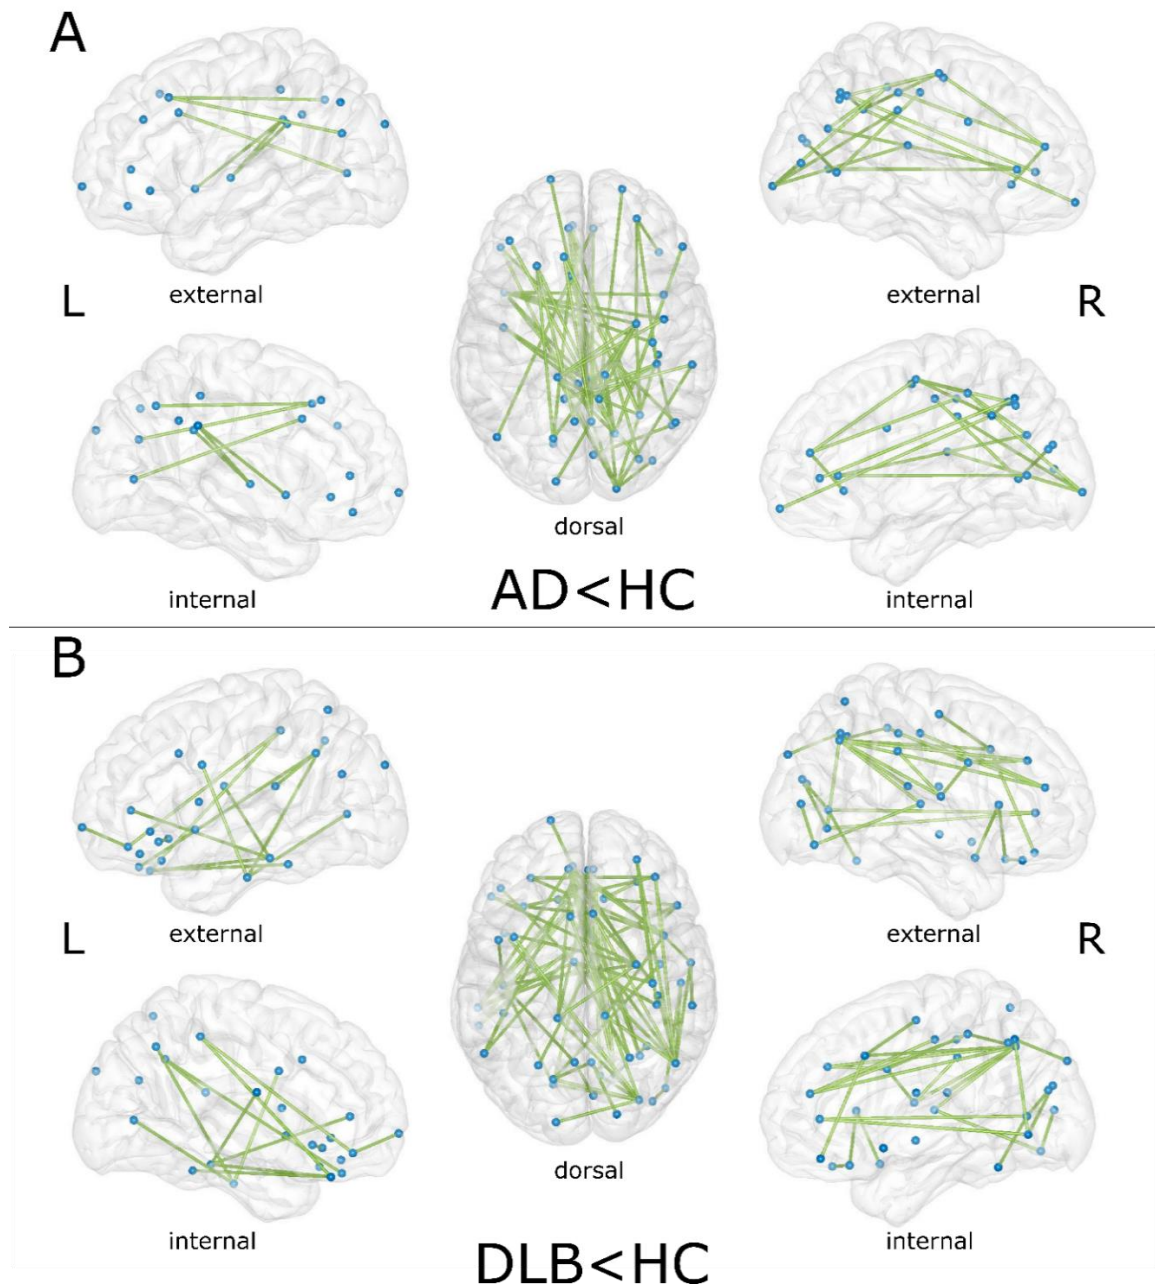 A
external
external
L
R
dorsal
internal
internal
AD<HC
B
external
external
L
R
dorsal
internal
internal
DLB<HC